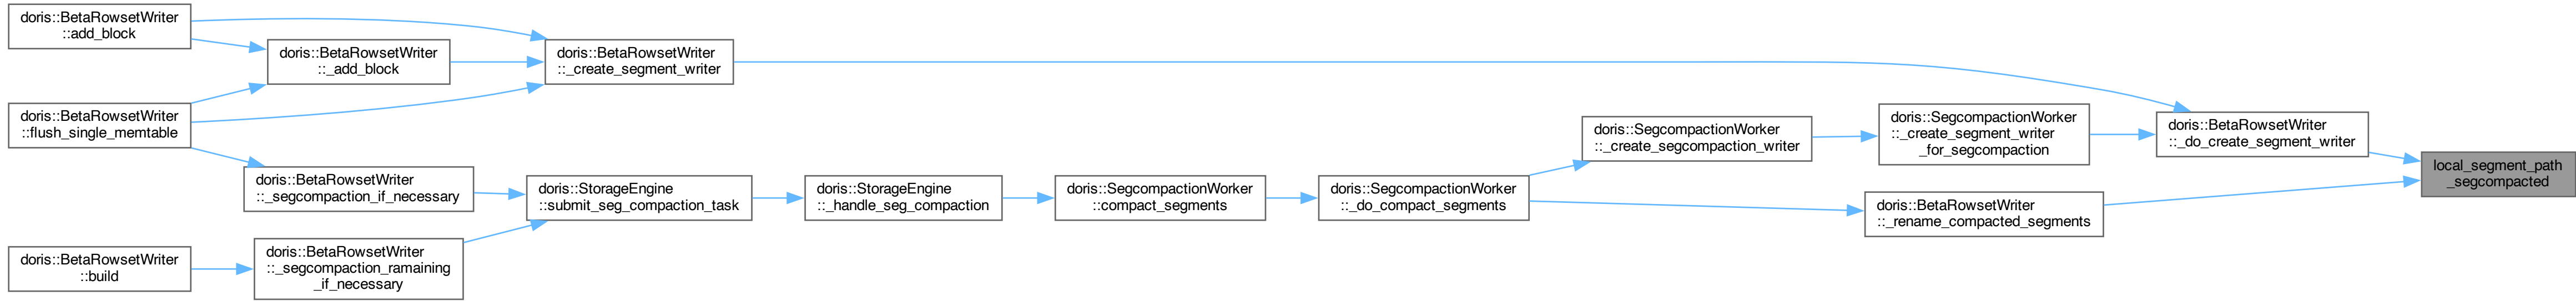 doris::BetaRowsetWriter
::add_block
doris::BetaRowsetWriter
::_add_block
doris::BetaRowsetWriter
::_create_segment_writer
doris::BetaRowsetWriter
::flush_single_memtable
doris::BetaRowsetWriter
::_segcompaction_if_necessary
doris::BetaRowsetWriter
::build
doris::BetaRowsetWriter
::_segcompaction_ramaining
_if_necessary
doris::StorageEngine
::submit_seg_compaction_task
doris::StorageEngine
::_handle_seg_compaction
doris::SegcompactionWorker
::compact_segments
doris::SegcompactionWorker
::_do_compact_segments
doris::SegcompactionWorker
::_create_segcompaction_writer
doris::SegcompactionWorker
::_create_segment_writer
_for_segcompaction
doris::BetaRowsetWriter
::_rename_compacted_segments
doris::BetaRowsetWriter
::_do_create_segment_writer
local_segment_path
_segcompacted